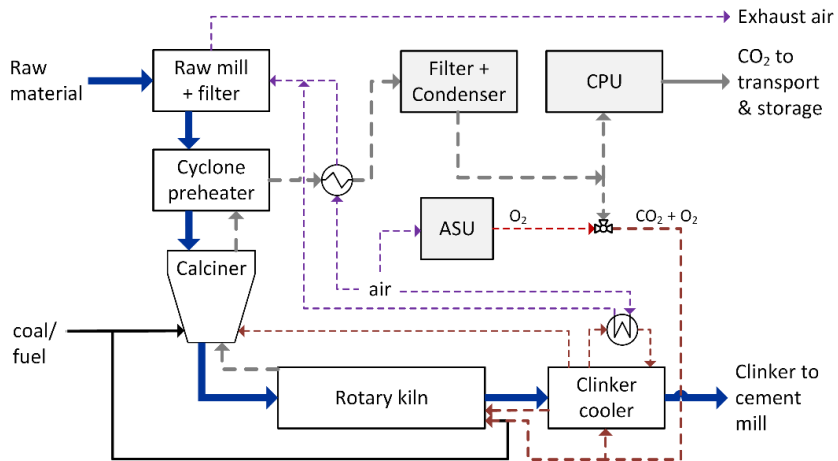 Exhaust air
Raw
material
Raw mill
+ filter
Filter +
Condenser
CPU
CO₂ to
transport
& storage
Cyclone
preheater
ASU
O₂
CO₂ + O₂
Calciner
air
coal/
fuel
Rotary kiln
Clinker
cooler
Clinker to
cement
mill